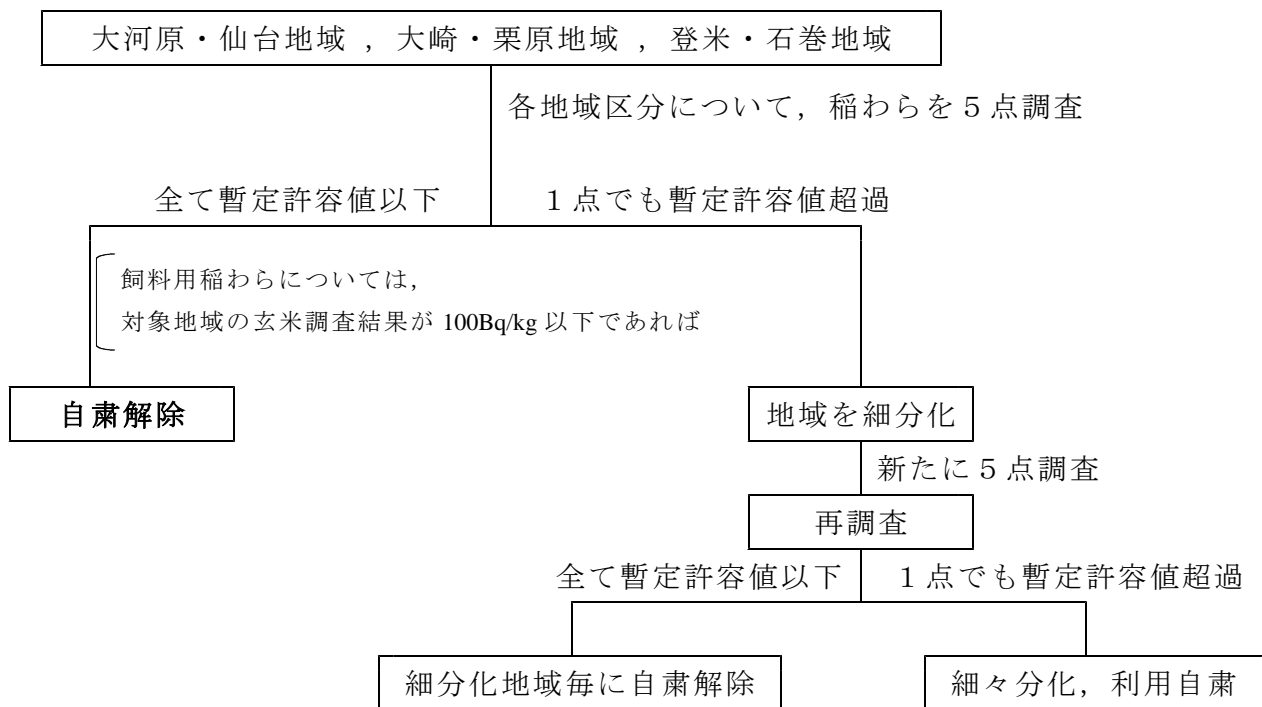 大河原・仙台地域 ，大崎・栗原地域 ，登米・石巻地域
各地域区分について，稲わらを５点調査
全て暫定許容値以下
１点でも暫定許容値超過
飼料用稲わらについては，
対象地域の玄米調査結果が 100Bq/kg 以下であれば
自粛解除
地域を細分化
新たに５点調査
再調査
全て暫定許容値以下
１点でも暫定許容値超過
細分化地域毎に自粛解除
細々分化，利用自粛